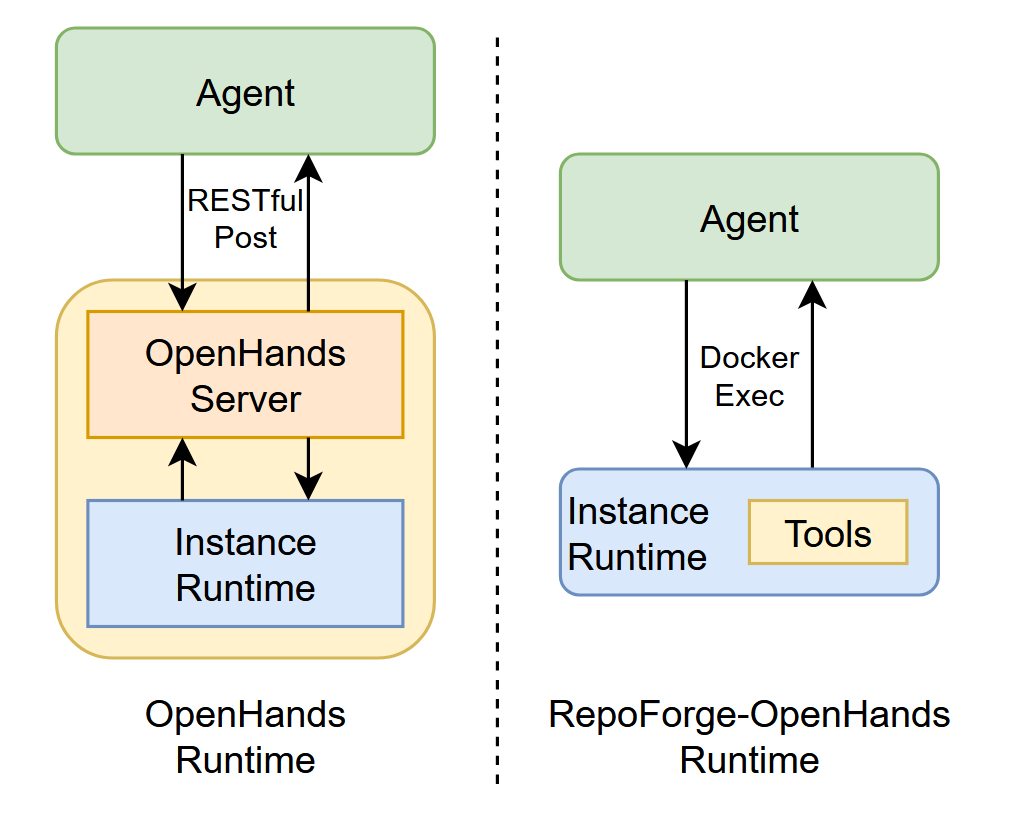 Agent
RESTful
Post
OpenHands
Server
Instance
Runtime
OpenHands
Runtime
Agent
Docker
Exec
Instance
Runtime
Tools
RepoForge-OpenHands
Runtime